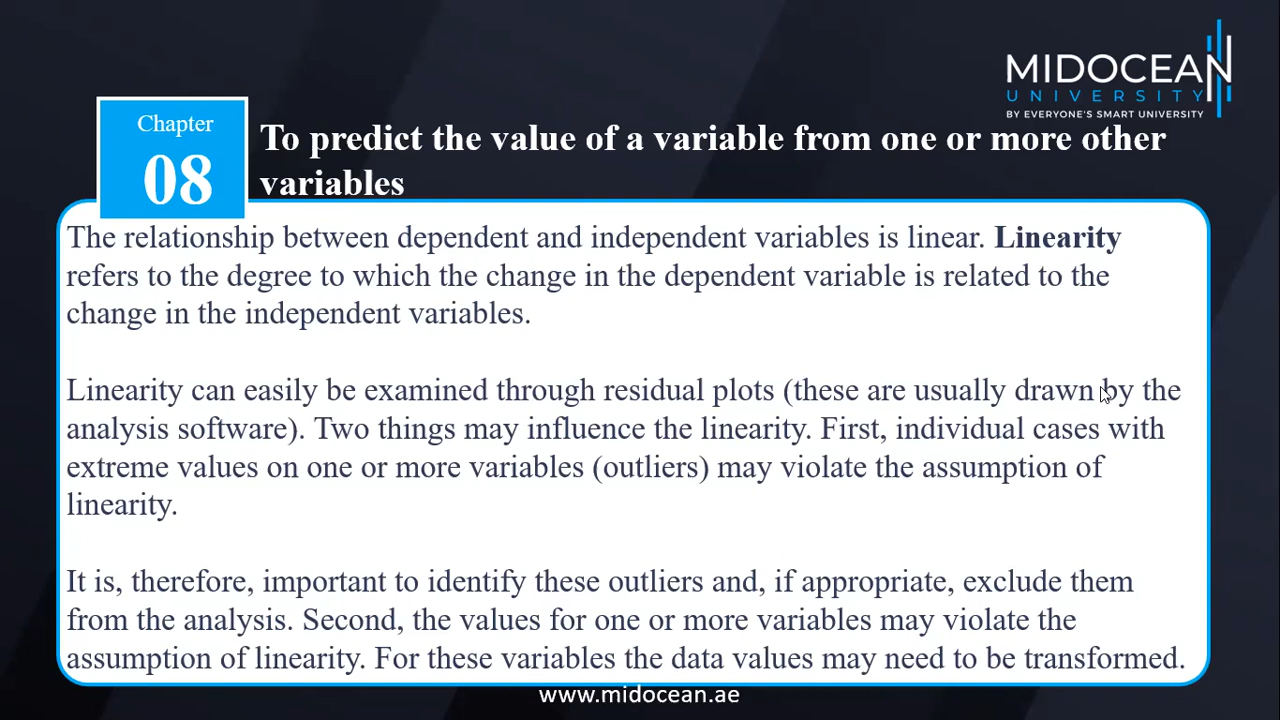 MIDOCEAN
UNIVERSITY
BY EVERYONE'S SMART UNIVERSITY
Chapter
08
To predict the value of a variable from one or more other
variables
The relationship between dependent and independent variables is linear. Linearity
refers to the degree to which the change in the dependent variable is related to the
change in the independent variables.
Linearity can easily be examined through residual plots (these are usually drawn by the
analysis software). Two things may influence the linearity. First, individual cases with
extreme values on one or more variables (outliers) may violate the assumption of
linearity.
It is, therefore, important to identify these outliers and, if appropriate, exclude them
from the analysis. Second, the values for one or more variables may violate the
assumption of linearity. For these variables the data values may need to be transformed.
www.midocean.ae